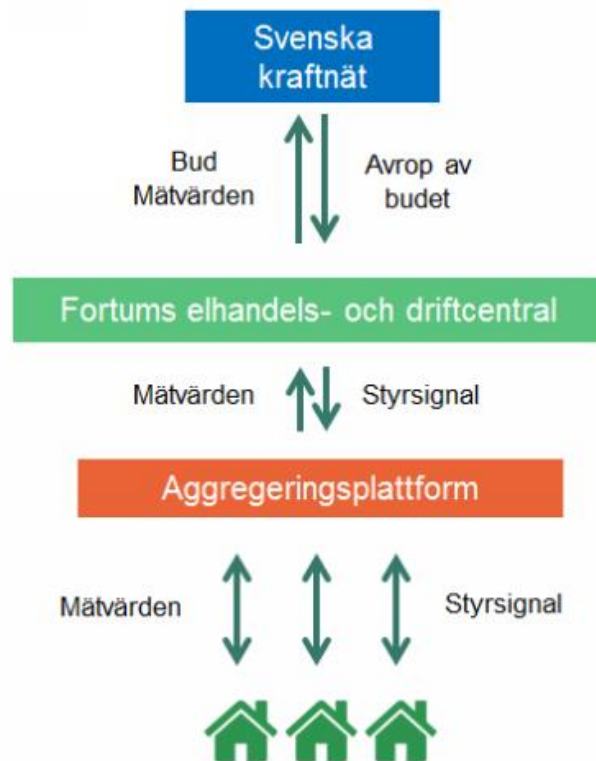 Svenska
kraftnät
Bud
Mätvärden
Avrop av
budet
Fortums elhandels- och driftcentral
Mätvärden
Styrsignal
Aggregeringsplattform
Mätvärden
Styrsignal